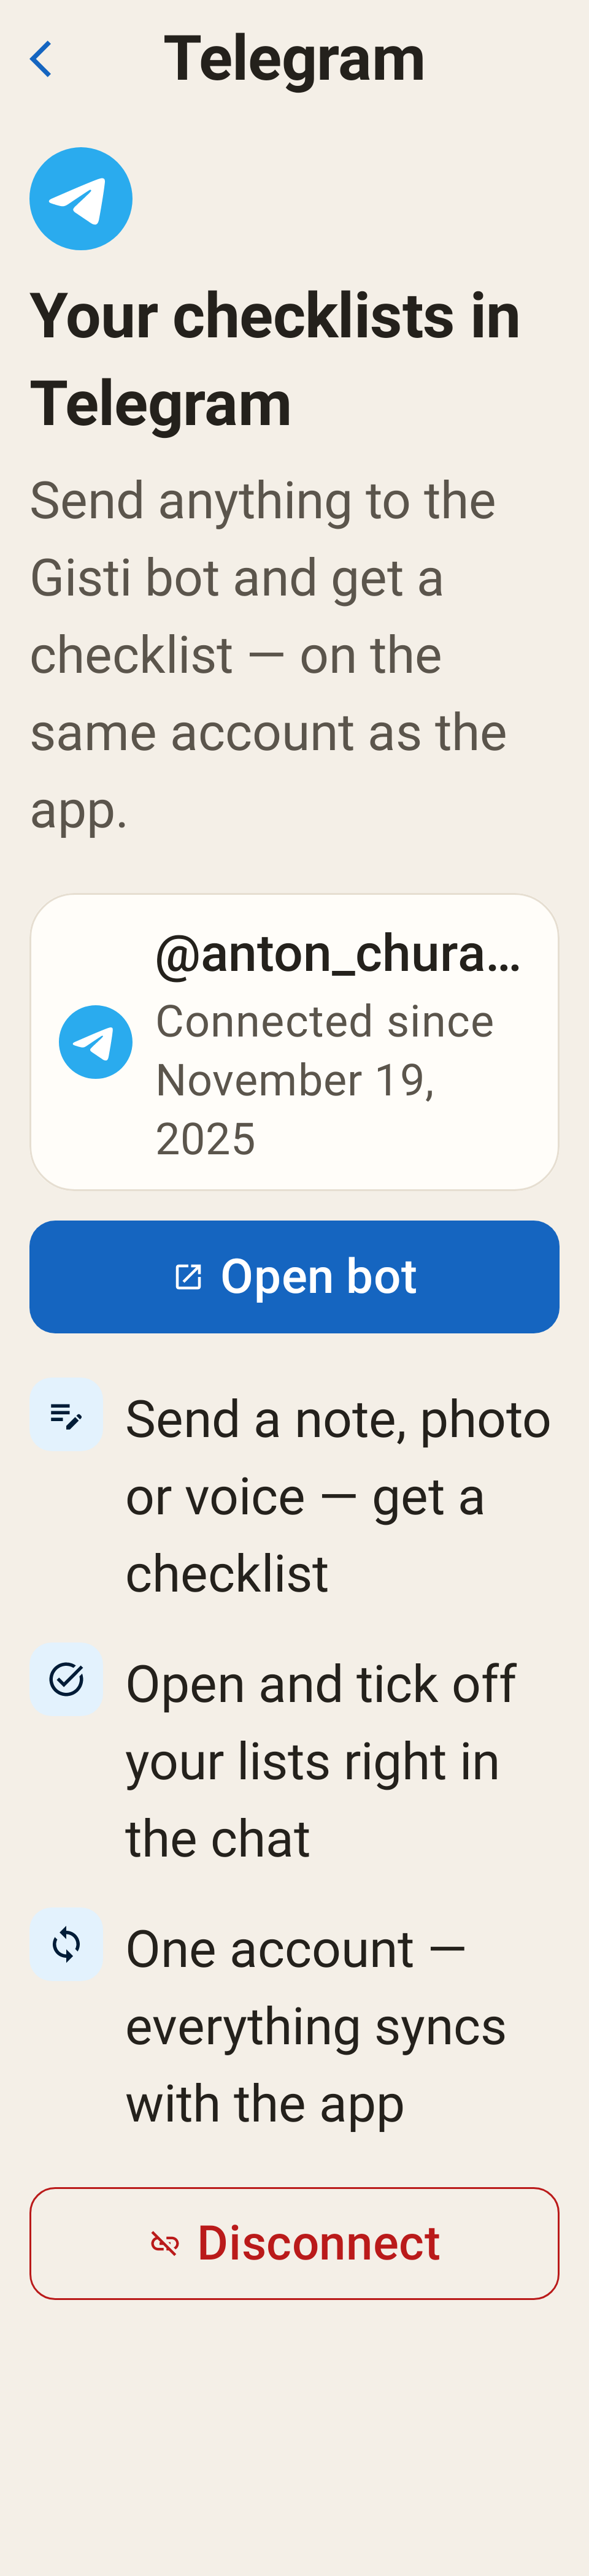 Telegram
Your checklists in
Telegram
Send anything to the
Gisti bot and get a
checklist — on the
same account as the
app.
@anton_chura…
Connected since
November 19,
2025
Open bot
Send a note, photo
or voice — get a
checklist
Open and tick off
your lists right in
the chat
One account —
everything syncs
with the app
Disconnect